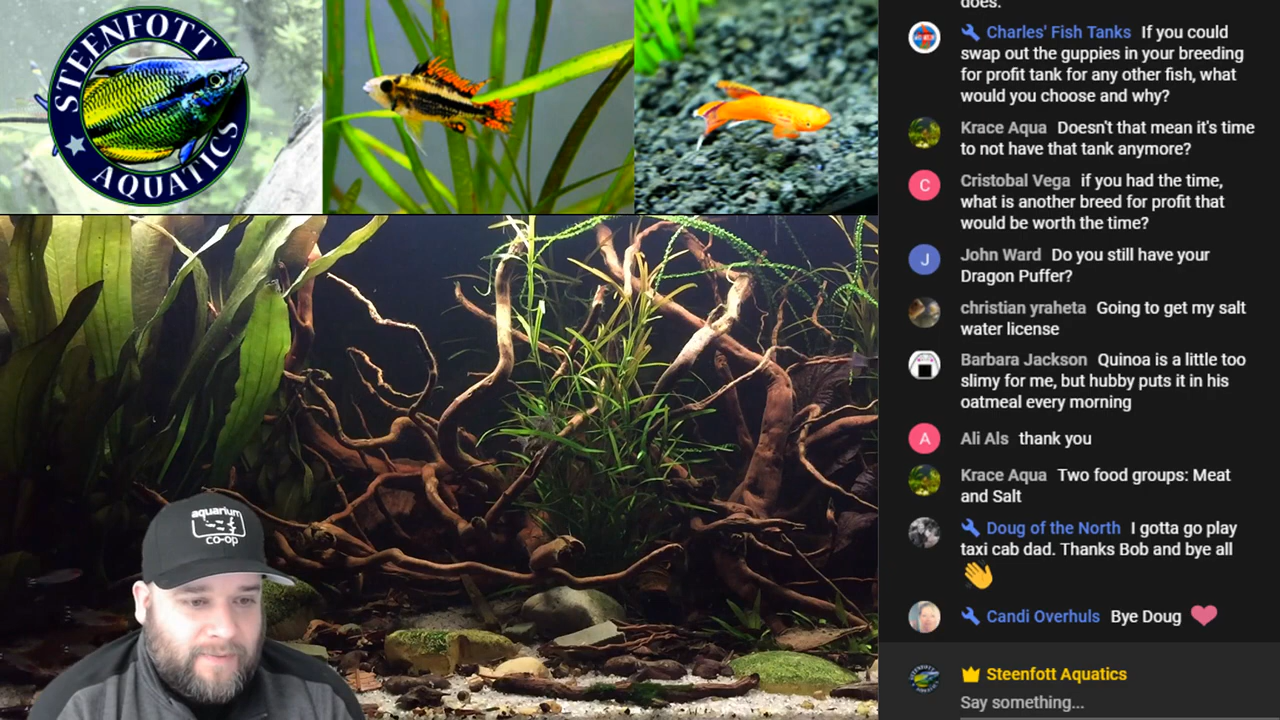 STEENFOTT
AQUATICS
aquarium
co-op
does.
Charles' Fish Tanks If you could
swap out the guppies in your breeding
for profit tank for any other fish, what
would you choose and why?
Krace Aqua Doesn't that mean it's time
to not have that tank anymore?
C
Cristobal Vega if you had the time,
what is another breed for profit that
would be worth the time?
J
John Ward Do you still have your
Dragon Puffer?
christian yraheta Going to get my salt
water license
Barbara Jackson Quinoa is a little too
slimy for me, but hubby puts it in his
oatmeal every morning
A
Ali Als thank you
Krace Aqua Two food groups: Meat
and Salt
Doug of the North I gotta go play
taxi cab dad. Thanks Bob and bye all
👋
Candi Overhuls Bye Doug ❤️
Steenfott Aquatics
Say something...